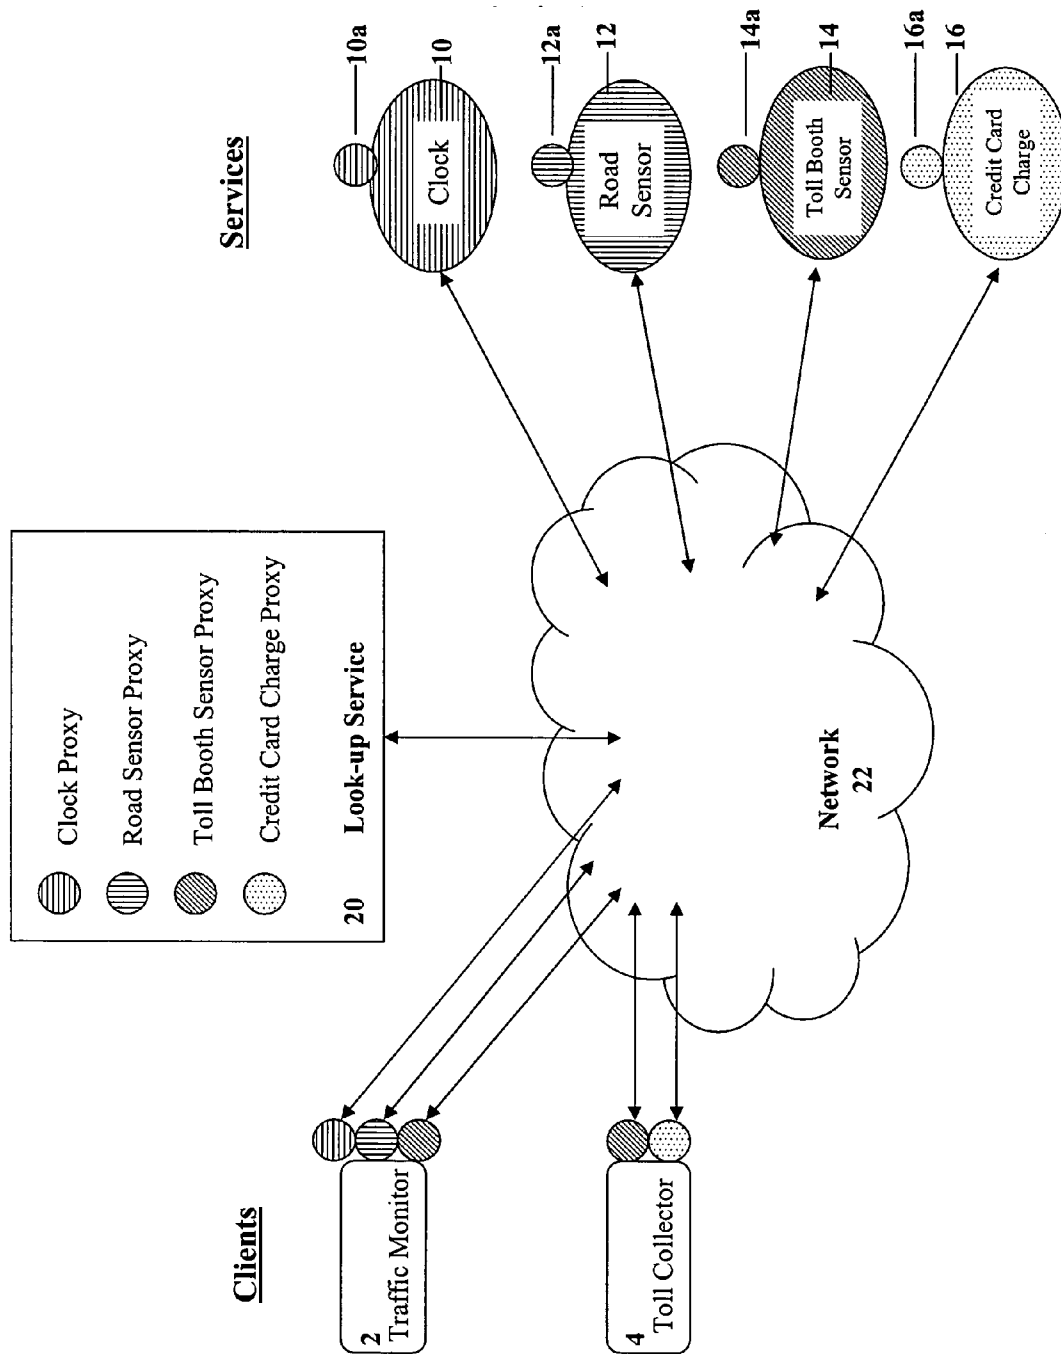 Clients
2
Traffic Monitor
4
Toll Collector
Clock Proxy
Road Sensor Proxy
Toll Booth Sensor Proxy
Credit Card Charge Proxy
20 Look-up Service
Network
22
Services
10a
10
Clock
12a
12
Road
Sensor
14a
14
Toll Booth
Sensor
16a
16
Credit Card
Charge